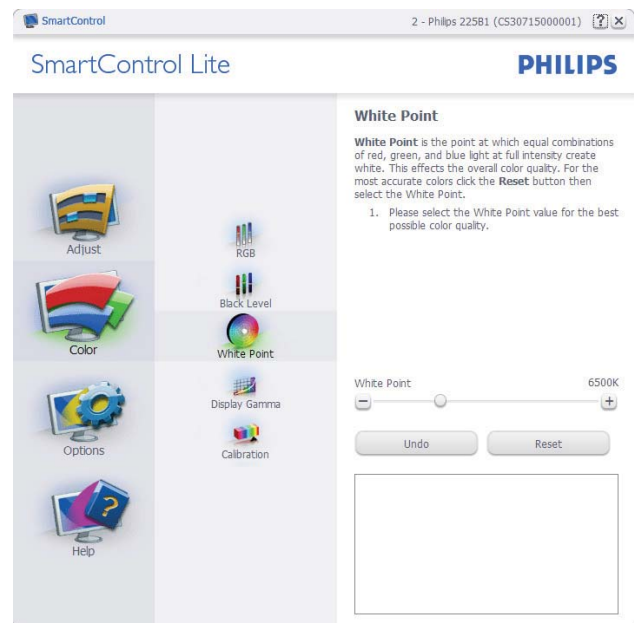 SmartControl
2 - Philips 225B1 (CS30715000001)
?
SmartControl Lite
PHILIPS
Adjust
Color
Options
Help
RGB
Black Level
White Point
Display Gamma
Calibration
White Point
White Point is the point at which equal combinations
of red, green, and blue light at full intensity create
white. This effects the overall color quality. For the
most accurate colors click the Reset button then
select the White Point.
1. Please select the White Point value for the best
possible color quality.
White Point 6500K
Undo Reset